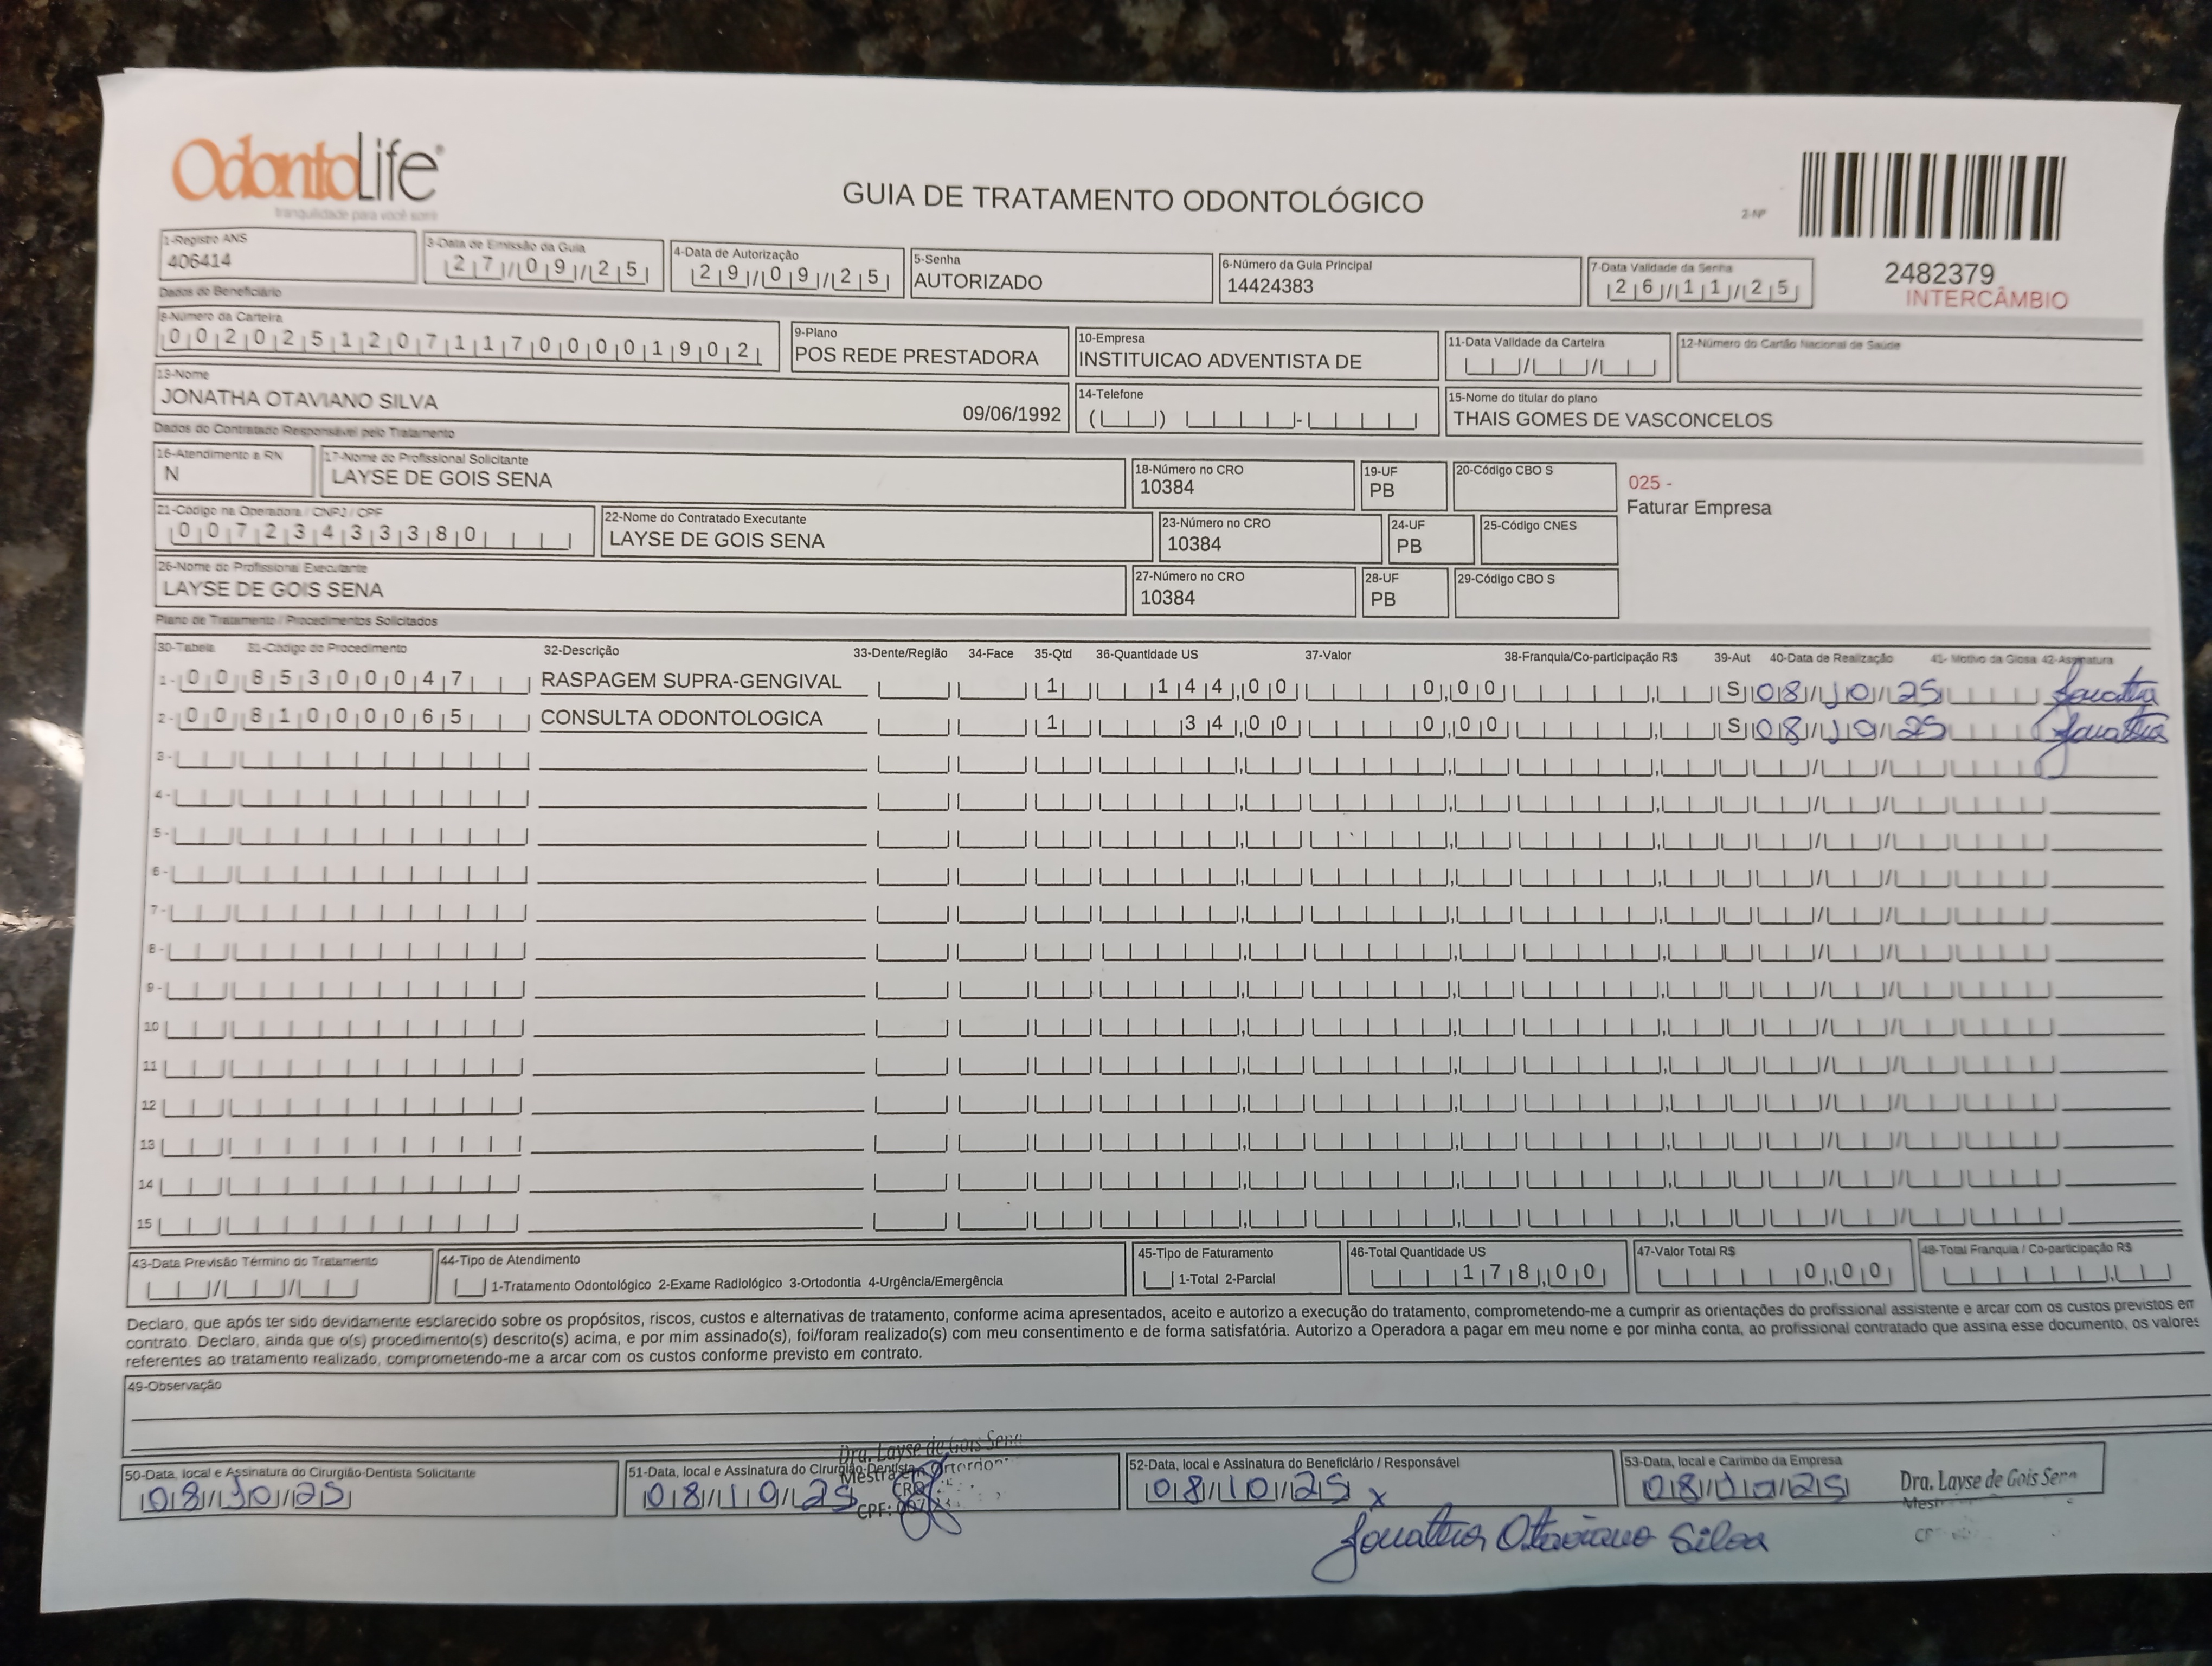 OdontoLife®
tranquilidade para você sorrir
GUIA DE TRATAMENTO ODONTOLÓGICO
2-Nº
2482379
INTERCÂMBIO
1-Registro ANS
406414
3-Data de Emissão da Guia
27/09/25
4-Data de Autorização
29/09/25
5-Senha
AUTORIZADO
6-Número da Guia Principal
14424383
7-Data Validade da Senha
26/11/25
Dados do Beneficiário
8-Número da Carteira
002025120711700001902
9-Plano
POS REDE PRESTADORA
10-Empresa
INSTITUICAO ADVENTISTA DE
11-Data Validade da Carteira
12-Número do Cartão Nacional de Saúde
13-Nome
JONATHA OTAVIANO SILVA 09/06/1992
14-Telefone
15-Nome do titular do plano
THAIS GOMES DE VASCONCELOS
Dados do Contratado Responsável pelo Tratamento
16-Atendimento a RN
N
17-Nome do Profissional Solicitante
LAYSE DE GOIS SENA
18-Número no CRO
10384
19-UF
PB
20-Código CBO S
025 -
Faturar Empresa
21-Código na Operadora / CNPJ / CPF
00723433380
22-Nome do Contratado Executante
LAYSE DE GOIS SENA
23-Número no CRO
10384
24-UF
PB
25-Código CNES
26-Nome do Profissional Executante
LAYSE DE GOIS SENA
27-Número no CRO
10384
28-UF
PB
29-Código CBO S
Plano de Tratamento / Procedimentos Solicitados
30-Tabela 31-Código do Procedimento 32-Descrição 33-Dente/Região 34-Face 35-Qtd 36-Quantidade US 37-Valor 38-Franquia/Co-participação R$ 39-Aut 40-Data de Realização 41- Motivo da Glosa 42-Assinatura
1- 00 85300047 RASPAGEM SUPRA-GENGIVAL 1 144,00 0,00 S 08/10/25 Jonatha
2- 00 81000065 CONSULTA ODONTOLOGICA 1 34,00 0,00 S 08/10/25 Jonatha
3-
4-
5-
6-
7-
8-
9-
10
11
12
13
14
15
43-Data Previsão Término do Tratamento
44-Tipo de Atendimento
1-Tratamento Odontológico 2-Exame Radiológico 3-Ortodontia 4-Urgência/Emergência
45-Tipo de Faturamento
1-Total 2-Parcial
46-Total Quantidade US
178,00
47-Valor Total R$
0,00
48-Total Franquia / Co-participação R$
Declaro, que após ter sido devidamente esclarecido sobre os propósitos, riscos, custos e alternativas de tratamento, conforme acima apresentados, aceito e autorizo a execução do tratamento, comprometendo-me a cumprir as orientações do profissional assistente e arcar com os custos previstos em
contrato. Declaro, ainda que o(s) procedimento(s) descrito(s) acima, e por mim assinado(s), foi/foram realizado(s) com meu consentimento e de forma satisfatória. Autorizo a Operadora a pagar em meu nome e por minha conta, ao profissional contratado que assina esse documento, os valores
referentes ao tratamento realizado, comprometendo-me a arcar com os custos conforme previsto em contrato.
49-Observação
50-Data, local e Assinatura do Cirurgião-Dentista Solicitante
08/10/25
51-Data, local e Assinatura do Cirurgião-Dentista
08/10/25
Dra. Layse de Gois Sena
CRO
CPF:
52-Data, local e Assinatura do Beneficiário / Responsável
08/10/25 x
Jonatha Otaviano Silva
53-Data, local e Carimbo da Empresa
08/10/25
Dra. Layse de Gois Sena